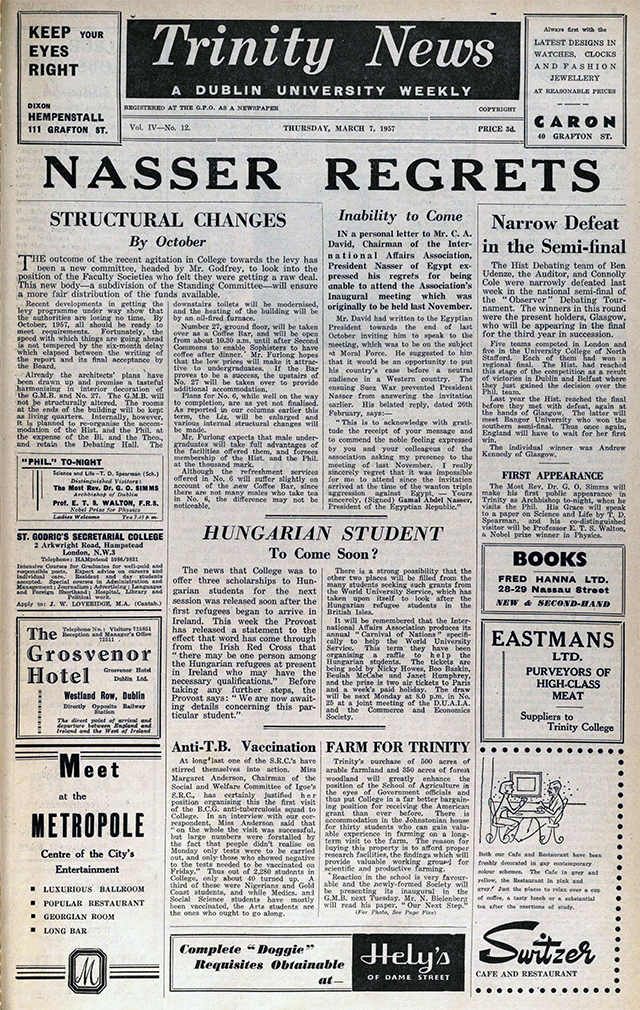 KEEP YOUR
EYES
RIGHT
DIXON
HEMPENSTALL
111 GRAFTON ST.
Trinity News
A DUBLIN UNIVERSITY WEEKLY
REGISTERED AT THE G.P.O. AS A NEWSPAPER
COPYRIGHT
Vol. IV—No. 12.
THURSDAY, MARCH 7, 1957
PRICE 3d.
Always first with the
LATEST DESIGNS IN
WATCHES, CLOCKS
AND FASHION
JEWELLERY
AT REASONABLE PRICES
CARON
40 GRAFTON ST.
NASSER REGRETS
STRUCTURAL CHANGES
By October
THE outcome of the recent agitation in College towards the levy has
been a new committee, headed by Mr. Godfrey, to look into the
position of the Faculty Societies who felt they were getting a raw deal.
This new body—a subdivision of the Standing Committee—will ensure
a more fair distribution of the funds available.
Recent developments in getting the
levy programme under way show that
the authorities are losing no time. By
October, 1957, all should be ready to
meet requirements. Fortunately, the
speed with which things are going ahead
is not tempered by the six-month delay
which elapsed between the writing of
the report and its final acceptance by
the Board.
Already the architects' plans have
been drawn up and promise a tasteful
harmonising in interior decoration of
the G.M.B. and No. 27. The G.M.B. will
not be structurally altered. The rooms
at the ends of the building will be kept
as living quarters. Internally, however,
it is planned to re-organise the accom-
modation of the Hist. and the Phil. at
the expense of the Bi. and the Theo.,
and retain the Debating Hall. The
downstairs toilets will be modernised,
and the heating of the building will be
by an oil-fired furnace.
Number 27, ground floor, will be taken
over as a Coffee Bar, and will be open
from about 10.30 a.m. until after Second
Commons to enable Sophisters to have
coffee after dinner. Mr. Furlong hopes
that the low prices will make it attrac-
tive to undergraduates. If the Bar
proves to be a success, the upstairs of
No. 27 will be taken over to provide
additional accommodation.
Plans for No. 6, while well on the way
to completion, are as yet not finalised.
As reported in our columns earlier this
term, the Liz. will be enlarged and
various internal structural changes will
be made.
Mr. Furlong expects that male under-
graduates will take full advantages of
the facilities offered them, and foresees
membership of the Hist. and the Phil.
at the thousand mark.
Although the refreshment services
offered in No. 6 will suffer slightly on
account of the new Coffee Bar, since
there are not many males who take tea
in No. 6, the difference may not be
noticeable.
"PHIL." TO-NIGHT
Science and Life—T. D. Spearman (Sch.)
Distinguished Visitors:
The Most Rev. Dr. G. O. SIMMS
Archbishop of Dublin
Prof. E. T. S. WALTON, F.R.S.
Nobel Prize for Physics
Ladies Welcome Tea 7.45 p.m.
ST. GODRIC'S SECRETARIAL COLLEGE
2 Arkwright Road, Hampstead
London, N.W.3
Telephone: HAMpstead 5986/3831
Intensive Courses for Graduates for well-paid and
responsible posts. Expert advice on careers and
individual care. Resident and day students
accepted. Special courses in Administration and
Management; Journalism; Advertising; Languages
and Foreign Shorthand; Hospital, Library and
Political work.
Apply to: J. W. LOVERIDGE, M.A. (Cantab.)
The
Grosvenor
Hotel
Telephone No.: Visitors 725851
Reception and Manager's Office
72511
Grosvenor Hotel
Dublin Ltd.
Westland Row, Dublin
Directly Opposite Railway
Station
The direct point of arrival and
departure between England and
Ireland and the West of Ireland
Meet
at the
METROPOLE
Centre of the City's
Entertainment
LUXURIOUS BALLROOM
POPULAR RESTAURANT
GEORGIAN ROOM
LONG BAR
M
Inability to Come
IN a personal letter to Mr. C. A.
David, Chairman of the Inter-
national Affairs Association,
President Nasser of Egypt ex-
pressed his regrets for being
unable to attend the Association's
Inaugural meeting which was
originally to be held last November.
Mr. David had written to the Egyptian
President towards the end of last
October inviting him to speak to the
meeting, which was to be on the subject
of Moral Force. He suggested to him
that it would be an opportunity to put
his country's case before a neutral
audience in a Western country. The
ensuing Suez War prevented President
Nasser from answering the invitation
earlier. His belated reply, dated 26th
February, says:—
"This is to acknowledge with grati-
tude the receipt of your message and
to commend the noble feeling expressed
by you and your colleagues of the
association asking my presence to the
meeting of last November. I really
sincerely regret that it was impossible
for me to attend since the invitation
arrived at the time of the wanton triple
aggression against Egypt. — Yours
sincerely, (Signed) Gamal Abdel Nasser,
President of the Egyptian Republic."
HUNGARIAN STUDENT
To Come Soon?
The news that College was to
offer three scholarships to Hun-
garian students for the next
session was released soon after the
first refugees began to arrive in
Ireland. This week the Provost
has released a statement to the
effect that word has come through
from the Irish Red Cross that
"there may be one person among
the Hungarian refugees at present
in Ireland who may have the
necessary qualifications." Before
taking any further steps, the
Provost says: "We are now await-
ing details concerning this par-
ticular student."
There is a strong possibility that the
other two places will be filled from the
many students seeking such grants from
the World University Service, which has
taken upon itself to look after the
Hungarian refugee students in the
British Isles.
It will be remembered that the Inter-
national Affairs Association produces its
annual "Carnival of Nations" specifi-
cally to help the World University
Service. This term they have been
organising a raffle to help the
Hungarian students. The tickets are
being sold by Nicky Howes, Boo Baskin,
Beulah McCabe and Janet Humphrey,
and the prize is two air tickets to Paris
and a week's paid holiday. The draw
will be next Monday at 8.0 p.m. in No.
25 at a joint meeting of the D.U.A.I.A.
and the Commerce and Economics
Society.
Anti-T.B. Vaccination
At long last one of the S.R.C.'s have
stirred themselves into action. Miss
Margaret Anderson, Chairman of the
Social and Welfare Committee of Igoe's
S.R.C., has certainly justified her
position organising this the first visit
of the B.C.G. anti-tuberculosis squad to
College. In an interview with our cor-
respondent, Miss Anderson said that
"on the whole the visit was successful,
but large numbers were forestalled by
the fact that people didn't realise on
Monday only tests were to be carried
out, and only those who showed negative
to the tests needed to be vaccinated on
Friday." Thus out of 2,280 students in
College, only about 40 turned up. A
third of these were Nigerians and Gold
Coast students, and while Medics. and
Social Science students have mostly
been vaccinated, the Arts students are
the ones who ought to go along.
FARM FOR TRINITY
Trinity's purchase of 500 acres of
arable farmland and 350 acres of forest
woodland will greatly enhance the
position of the School of Agriculture in
the eyes of Government officials and
thus put College in a far better bargain-
ing position for receiving the American
grant than ever before. There is
accommodation in the Johnstown house
for thirty students who can gain valu-
able experience in farming on a long-
term visit to the farm. The reason for
buying this property is to afford proper
research facilities, the findings which will
provide valuable working ground for
scientific and productive farming.
Reaction in the school is very favour-
able and the newly-formed Society will
be presenting its inaugural in the
G.M.B. next Tuesday. Mr. N. Bielenberg
will read his paper, "Our Next Step."
(For Photo, See Page Five)
Complete "Doggie"
Requisites Obtainable
at—
Hely's
OF DAME STREET
Narrow Defeat
in the Semi-final
The Hist Debating team of Ben
Udenze, the Auditor, and Connolly
Cole were narrowly defeated last
week in the national semi-final of
the "Observer" Debating Tour-
nament. The winners in this round
were the present holders, Glasgow,
who will be appearing in the final
for the third year in succession.
Five teams competed in London and
five in the University College of North
Stafford. Each of them had won a
regional final. The Hist. had reached
this stage of the competition as a result
of victories in Dublin and Belfast where
they just gained the decision over the
Phil. team.
Last year the Hist. reached the final
before they met with defeat, again at
the hands of Glasgow. The latter will
meet Bangor University who won the
southern semi-final. Thus once again,
England will have to wait for her first
win.
The individual winner was Andrew
Kennedy of Glasgow.
FIRST APPEARANCE
The Most Rev. Dr. G. O. Simms will
make his first public appearance in
Trinity as Archbishop to-night, when he
visits the Phil. His Grace will speak
to a paper on Science and Life by T. D.
Spearman, and his co-distinguished
visitor will be Professor E. T. S. Walton,
Nobel prize winner in Physics.
BOOKS
FRED HANNA LTD.
28-29 Nassau Street
NEW & SECOND-HAND
EASTMANS
LTD.
PURVEYORS OF
HIGH-CLASS
MEAT
Suppliers to
Trinity College
Both our Cafe and Restaurant have been
freshly decorated in gay contemporary
colour schemes. The Cafe in grey and
yellow, the Restaurant in pink and
grey! Just the places to relax over a cup
of coffee, a tasty lunch or a substantial
tea after the exertions of study.
Switzer
CAFE AND RESTAURANT